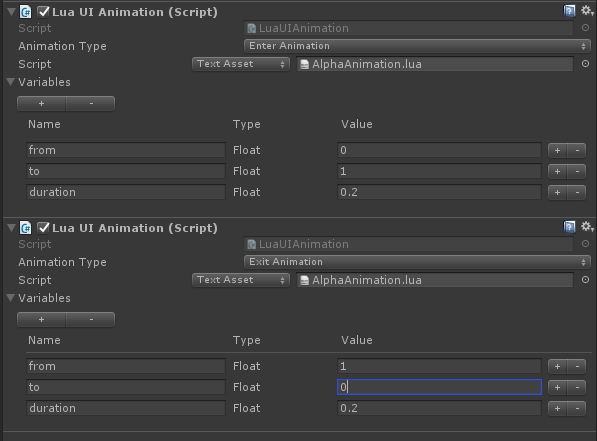 Lua UI Animation (Script)
Script LuaUIAnimation
Animation Type Enter Animation
Script Text Asset AlphaAnimation.lua
Variables
+ -
Name Type Value
from Float 0 + -
to Float 1 + -
duration Float 0.2 + -
Lua UI Animation (Script)
Script LuaUIAnimation
Animation Type Exit Animation
Script Text Asset AlphaAnimation.lua
Variables
+ -
Name Type Value
from Float 1 + -
to Float 0 + -
duration Float 0.2 + -